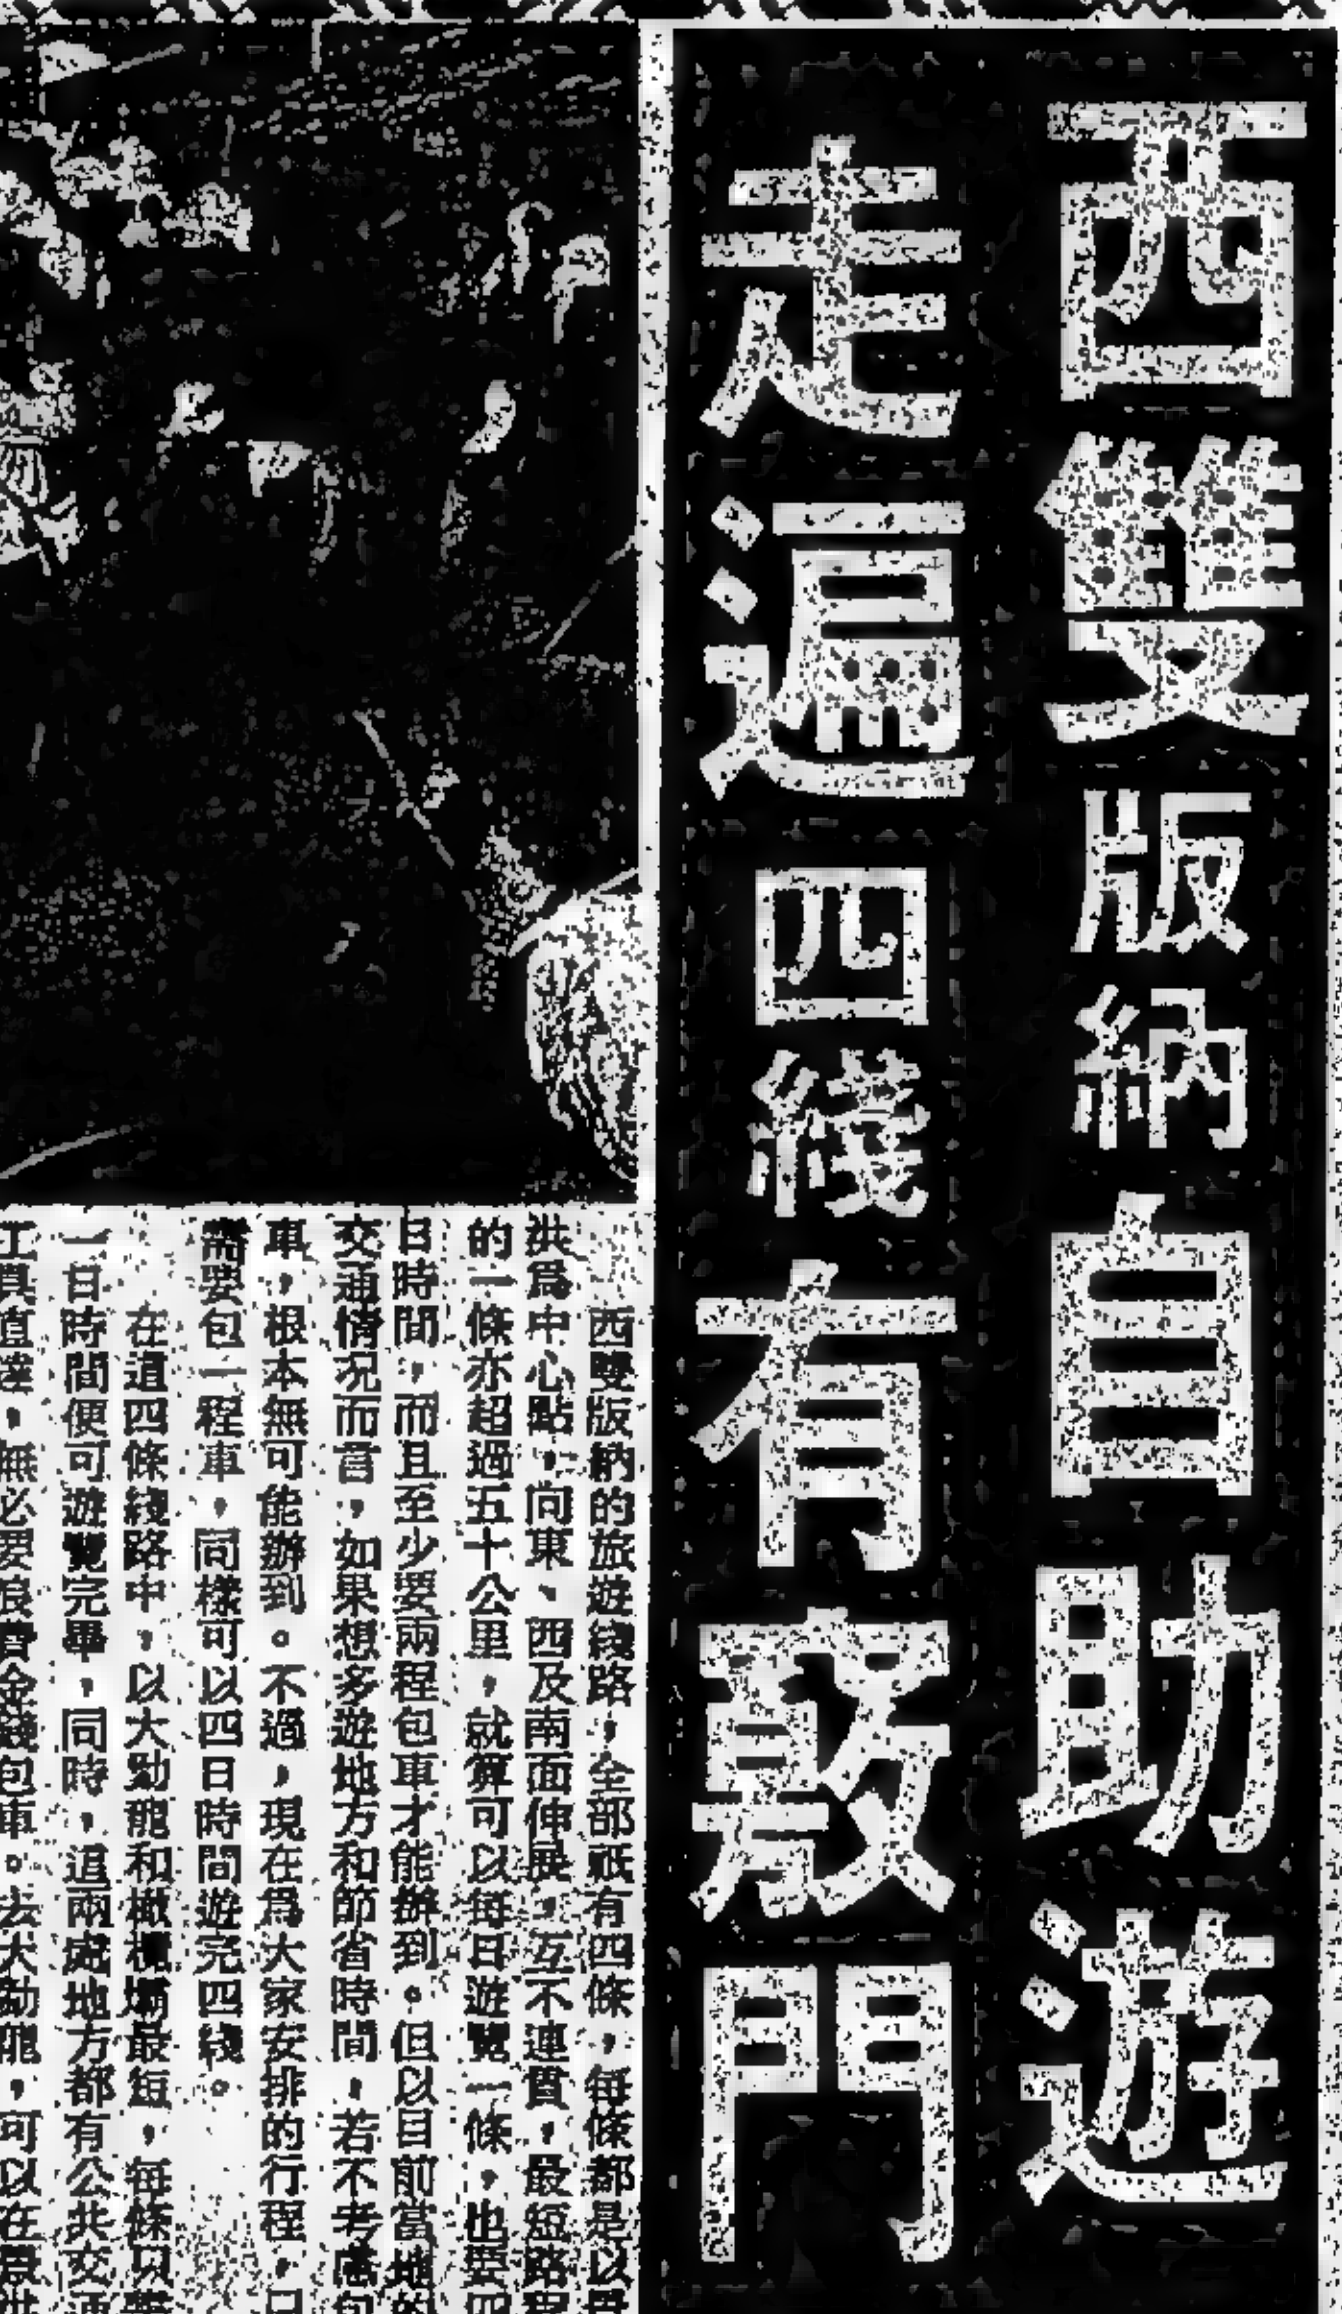 西雙版納自助遊
走遍四綫有竅門
西雙版納的旅遊綫路，全部祇有四條，每條都是以
洪爲中心點，向東、西及南面伸展，互不連貫，最短路程
的一條亦超過五十公里，就算可以每日遊覽一條，也要四
日時間，而且至少要兩程包車才能辦到。但以目前當地的
交通情况而言，如果想多遊地方和節省時間，若不考慮包
車，根本無可能辦到。不過，現在爲大家安排的行程，只
需要包一程車，同樣可以四日時間遊完四綫。
在這四條綫路中，以大勐龍和橄欖壩最短，每條只需
一日時間便可遊覽完畢，同時，這兩處地方都有公共交通
工具直達，無必要浪費金錢包車。去大勐龍，可以在景洪